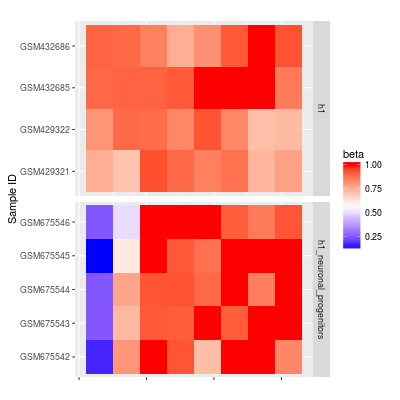 GSM432686
GSM432685
GSM429322
GSM429321
h1
Sample ID
GSM675546
GSM675545
GSM675544
GSM675543
GSM675542
h1_neuronal_progenitors
beta
1.00
0.75
0.50
0.25